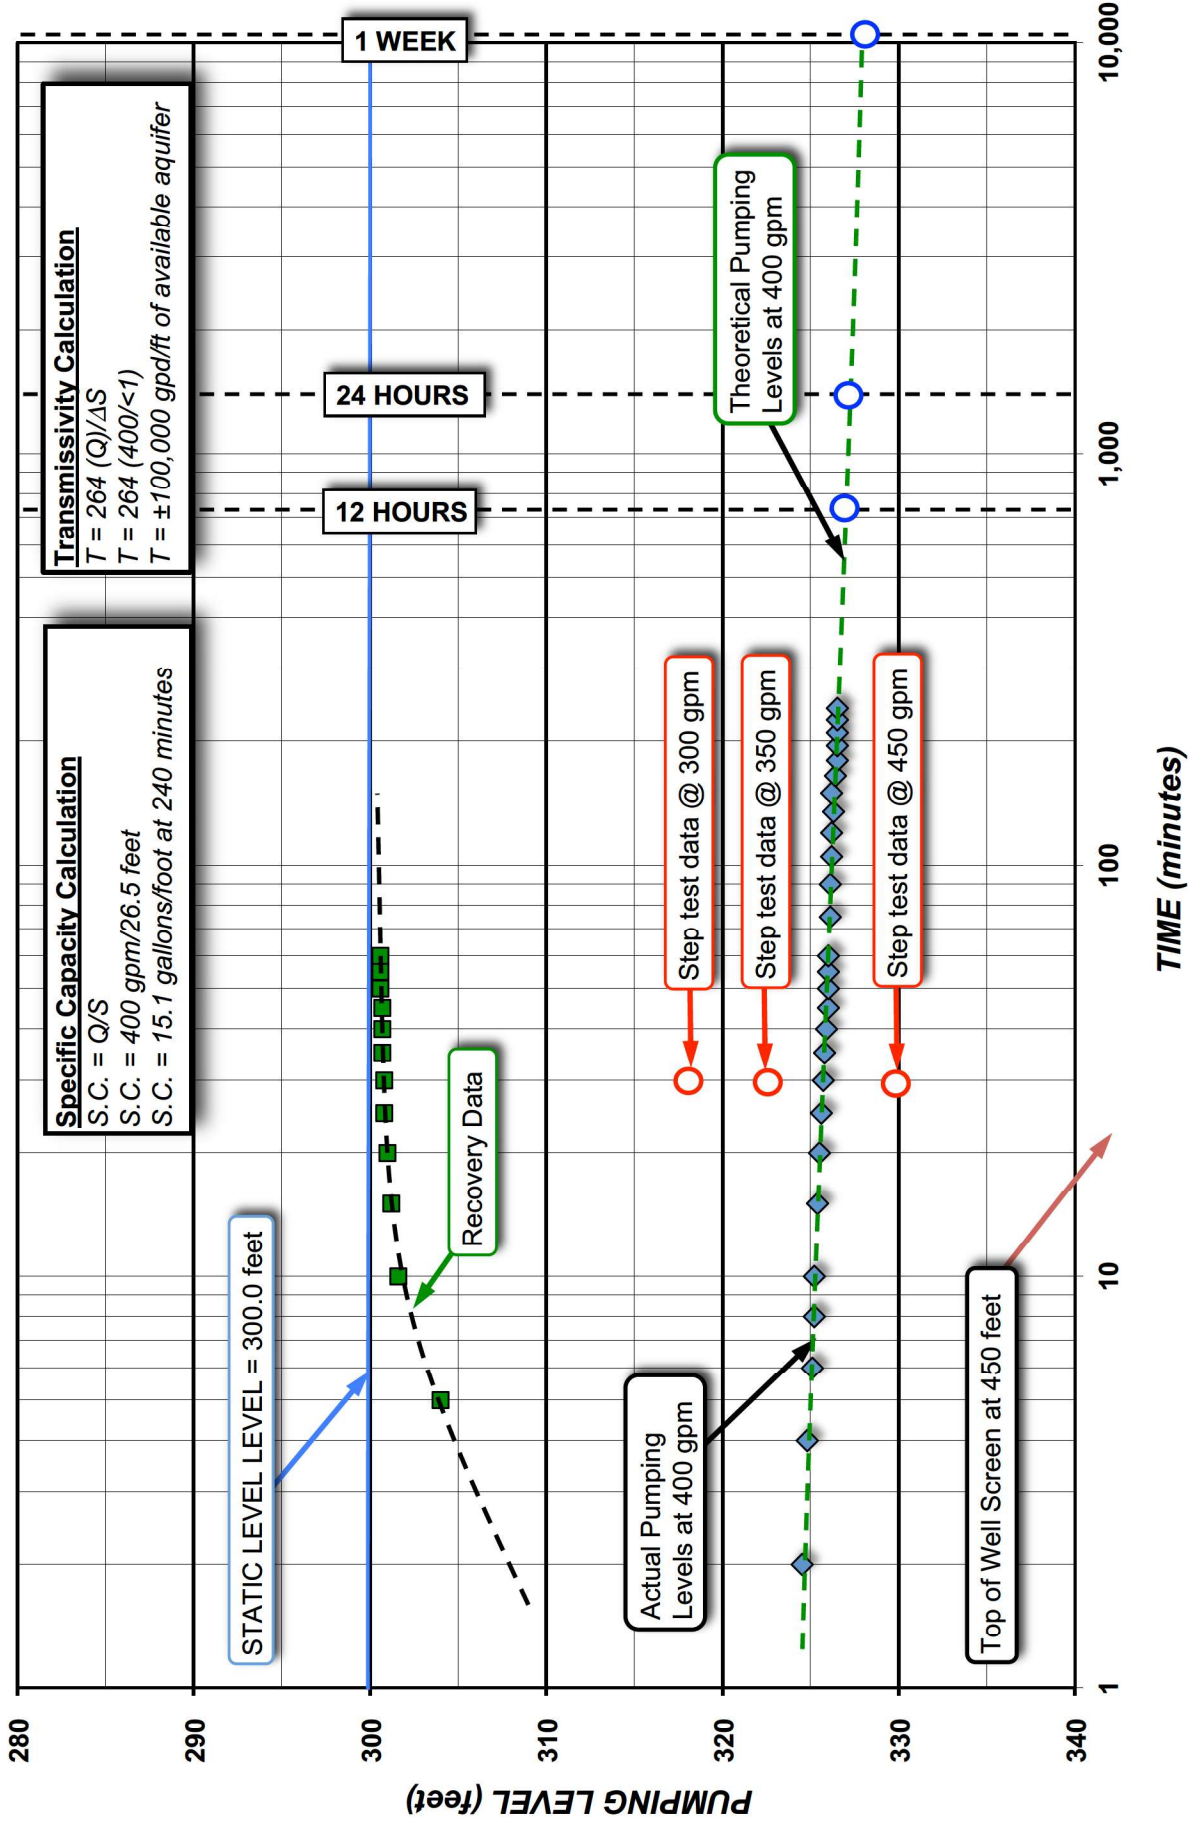 Specific Capacity Calculation
S.C. = Q/S
S.C. = 400 gpm/26.5 feet
S.C. = 15.1 gallons/foot at 240 minutes
Transmissivity Calculation
T = 264 (Q)/ΔS
T = 264 (400/<1)
T = ±100,000 gpd/ft of available aquifer
STATIC LEVEL LEVEL = 300.0 feet
12 HOURS
24 HOURS
1 WEEK
Recovery Data
Step test data @ 300 gpm
Step test data @ 350 gpm
Step test data @ 450 gpm
Theoretical Pumping
Levels at 400 gpm
Actual Pumping
Levels at 400 gpm
Top of Well Screen at 450 feet
PUMPING LEVEL (feet)
280
290
300
310
320
330
340
1
10
100
1,000
10,000
TIME (minutes)